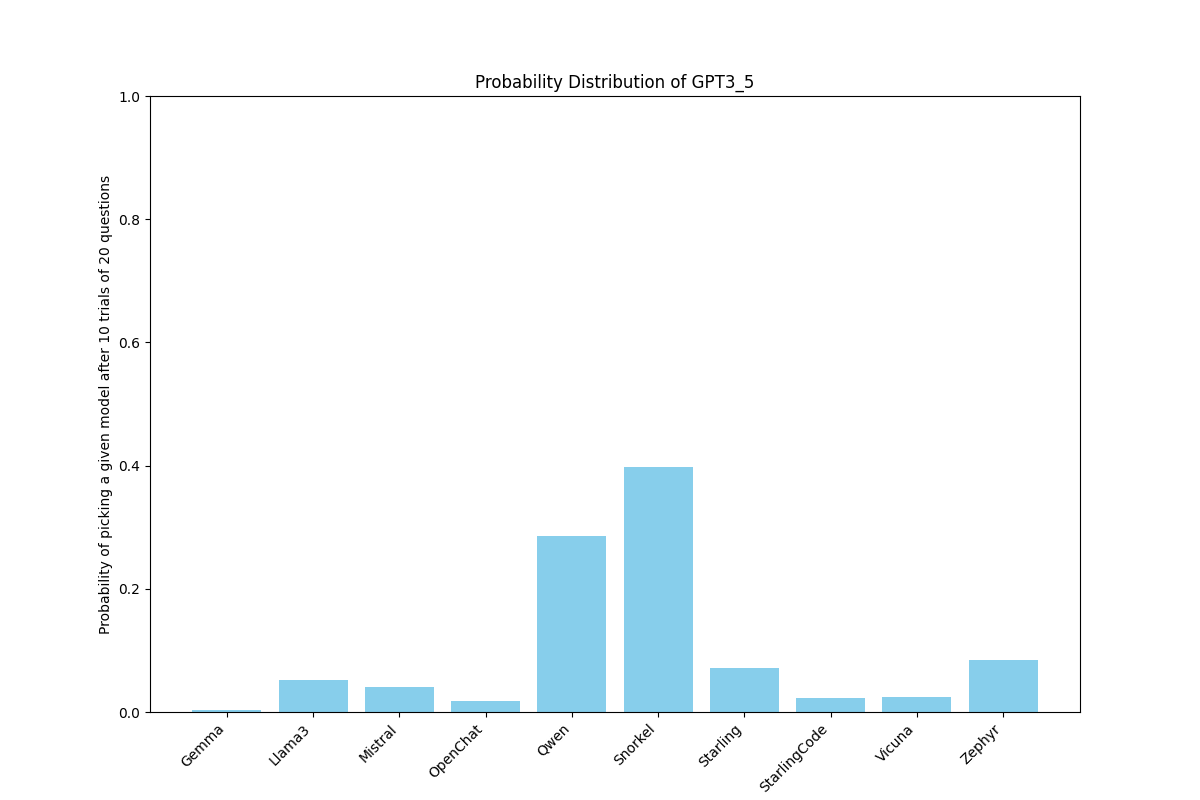 Probability Distribution of GPT3_5
Probability of picking a given model after 10 trials of 20 questions
1.0
0.8
0.6
0.4
0.2
0.0
Gemma
Llama3
Mistral
OpenChat
Qwen
Snorkel
Starling
StarlingCode
Vicuna
Zephyr